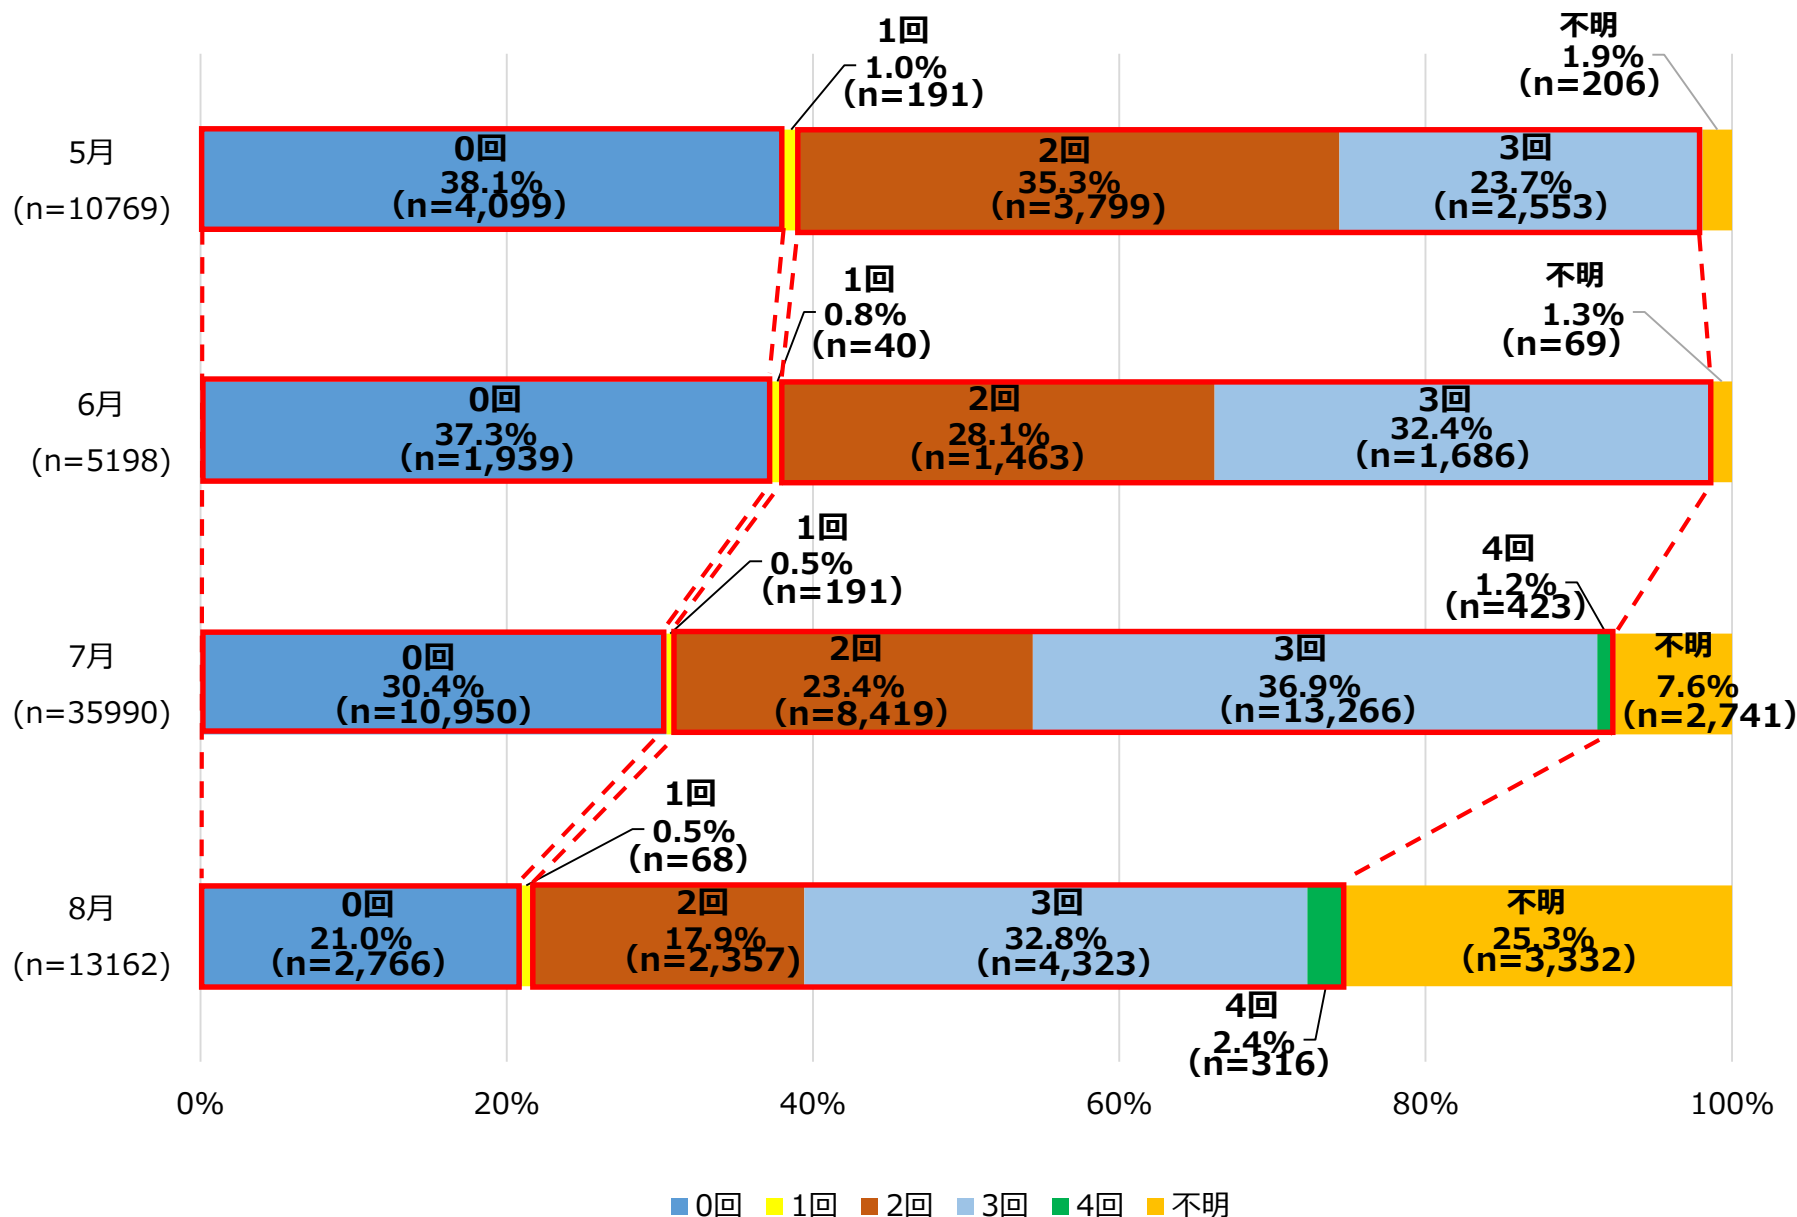 1回
1.0%
（n=191）
不明
1.9%
（n=206）
5月
（n=10769）
0回
38.1%
（n=4,099）
2回
35.3%
（n=3,799）
3回
23.7%
（n=2,553）
1回
0.8%
（n=40）
不明
1.3%
（n=69）
6月
（n=5198）
0回
37.3%
（n=1,939）
2回
28.1%
（n=1,463）
3回
32.4%
（n=1,686）
1回
0.5%
（n=191）
4回
1.2%
（n=423）
7月
（n=35990）
0回
30.4%
（n=10,950）
2回
23.4%
（n=8,419）
3回
36.9%
（n=13,266）
不明
7.6%
（n=2,741）
1回
0.5%
（n=68）
8月
（n=13162）
0回
21.0%
（n=2,766）
2回
17.9%
（n=2,357）
3回
32.8%
（n=4,323）
不明
25.3%
（n=3,332）
4回
2.4%
（n=316）
0% 20% 40% 60% 80% 100%
0回 1回 2回 3回 4回 不明